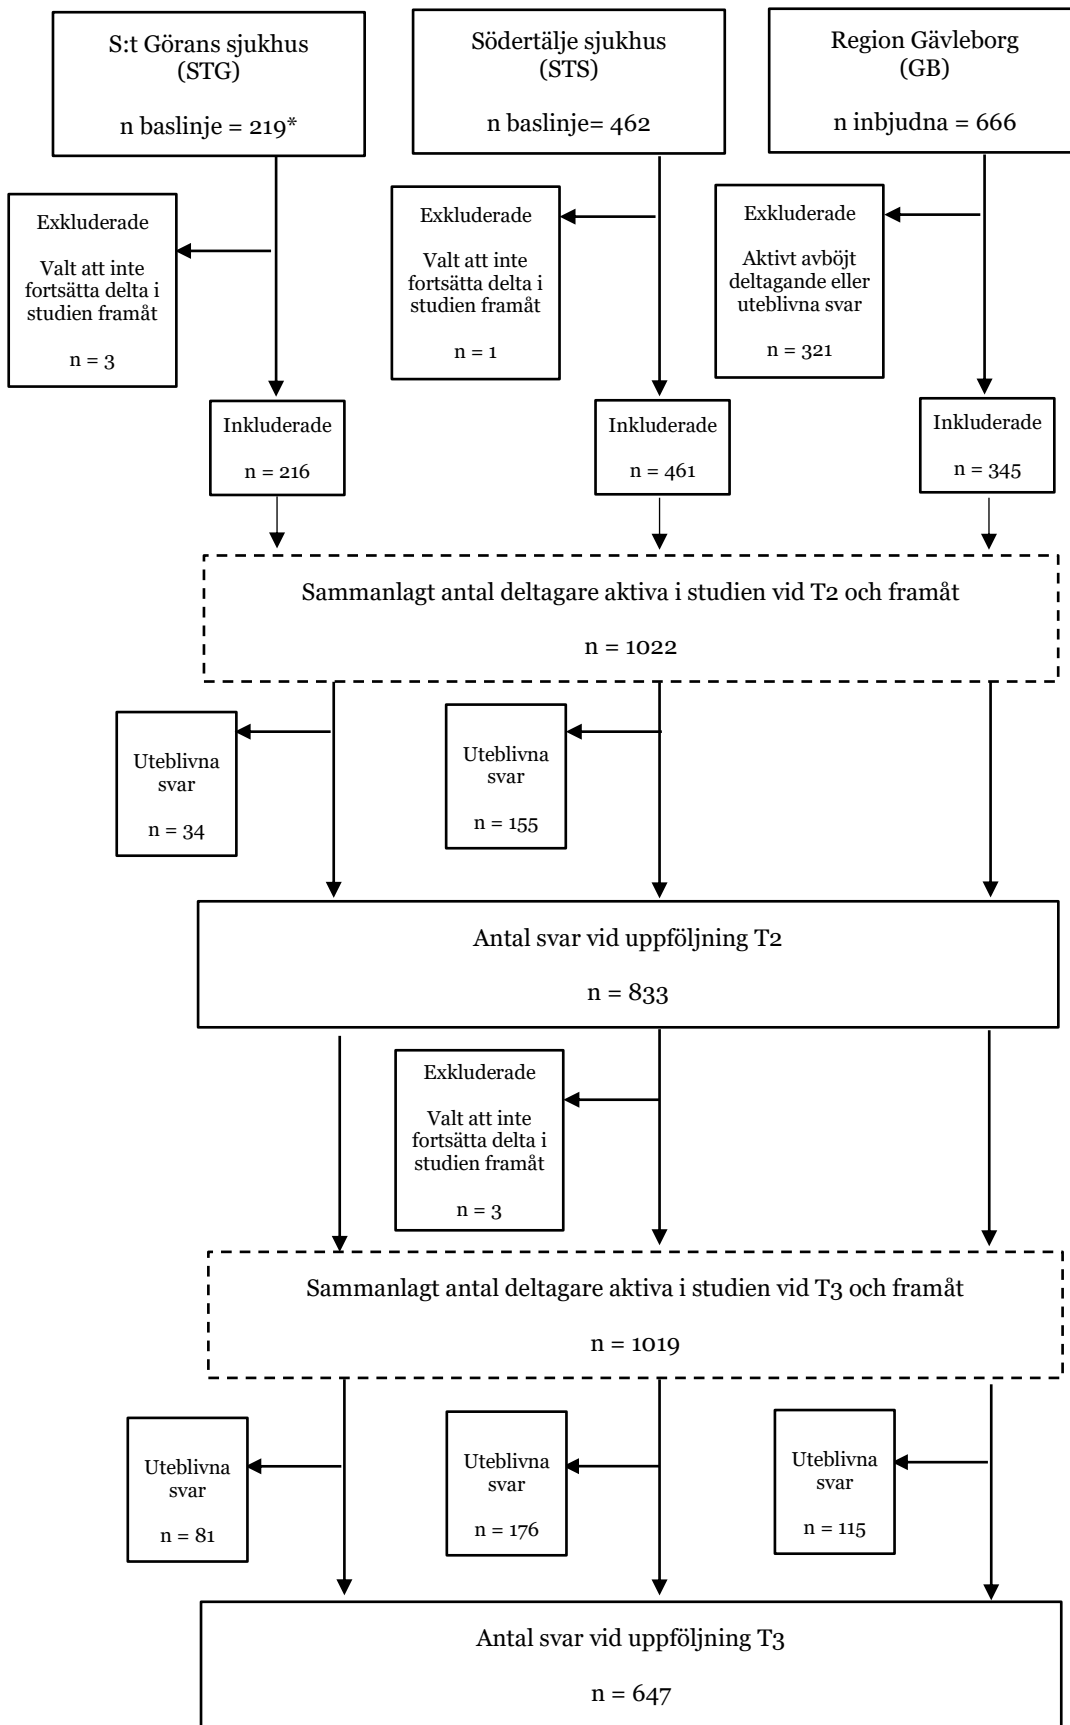 S:t Görans sjukhus
(STG)
n baslinje = 219*
Södertälje sjukhus
(STS)
n baslinje= 462
Region Gävleborg
(GB)
n inbjudna = 666
Exkluderade
Valt att inte
fortsätta delta i
studien framåt
n = 3
Exkluderade
Valt att inte
fortsätta delta i
studien framåt
n = 1
Exkluderade
Aktivt avböjt
deltagande eller
uteblivna svar
n = 321
Inkluderade
n = 216
Inkluderade
n = 461
Inkluderade
n = 345
Sammanlagt antal deltagare aktiva i studien vid T2 och framåt
n = 1022
Uteblivna
svar
n = 34
Uteblivna
svar
n = 155
Antal svar vid uppföljning T2
n = 833
Exkluderade
Valt att inte
fortsätta delta i
studien framåt
n = 3
Sammanlagt antal deltagare aktiva i studien vid T3 och framåt
n = 1019
Uteblivna
svar
n = 81
Uteblivna
svar
n = 176
Uteblivna
svar
n = 115
Antal svar vid uppföljning T3
n = 647